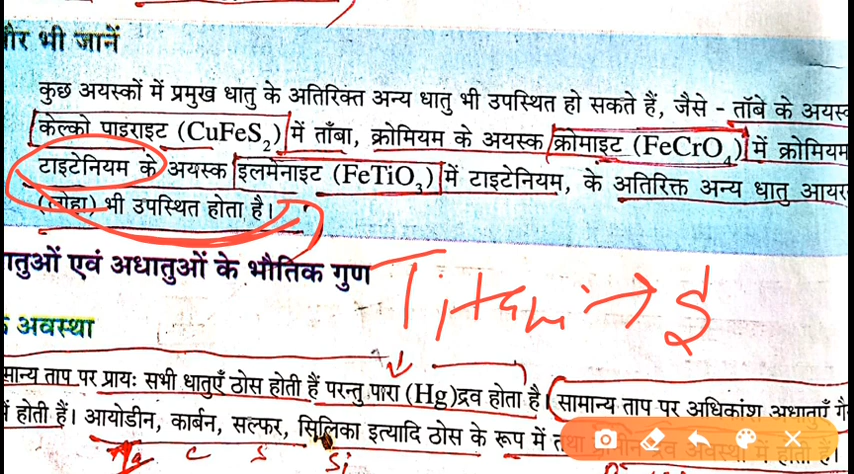 और भी जानें
कुछ अयस्कों में प्रमुख धातु के अतिरिक्त अन्य धातु भी उपस्थित हो सकते हैं, जैसे - ताँबे के अयस्क
केल्को पाइराइट (CuFeS₂) में ताँबा, क्रोमियम के अयस्क क्रोमाइट (FeCrO₄) में क्रोमियम
टाइटेनियम के अयस्क इलमेनाइट (FeTiO₃) में टाइटेनियम, के अतिरिक्त अन्य धातु आयर
(लोहा) भी उपस्थित होता है।
ातुओं एवं अधातुओं के भौतिक गुण
अवस्था
सामान्य ताप पर प्रायः सभी धातुएँ ठोस होती हैं परन्तु पारा (Hg) द्रव होता है। सामान्य ताप पर अधिकांश अधातुएँ गै
में होती हैं। आयोडीन, कार्बन, सल्फर, सिलिका इत्यादि ठोस के रूप में
C S Si